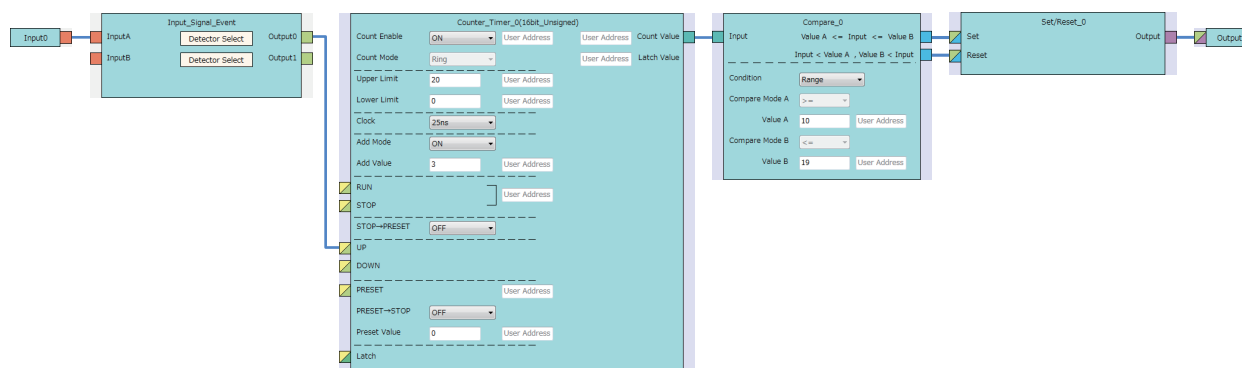 Input0
Input_Signal_Event
InputA
Detector Select
Output0
InputB
Detector Select
Output1
Counter_Timer_0(16bit_Unsigned)
Count Enable ON User Address User Address Count Value
Count Mode Ring User Address Latch Value
Upper Limit 20 User Address
Lower Limit 0 User Address
Clock 25ns
Add Mode ON
Add Value 3 User Address
RUN
User Address
STOP
STOP→PRESET OFF
UP
DOWN
PRESET User Address
PRESET→STOP OFF
Preset Value 0 User Address
Latch
Compare_0
Input Value A <= Input <= Value B
Input < Value A , Value B < Input
Condition Range
Compare Mode A >=
Value A 10 User Address
Compare Mode B <=
Value B 19 User Address
Set/Reset_0
Set Output
Reset
Output